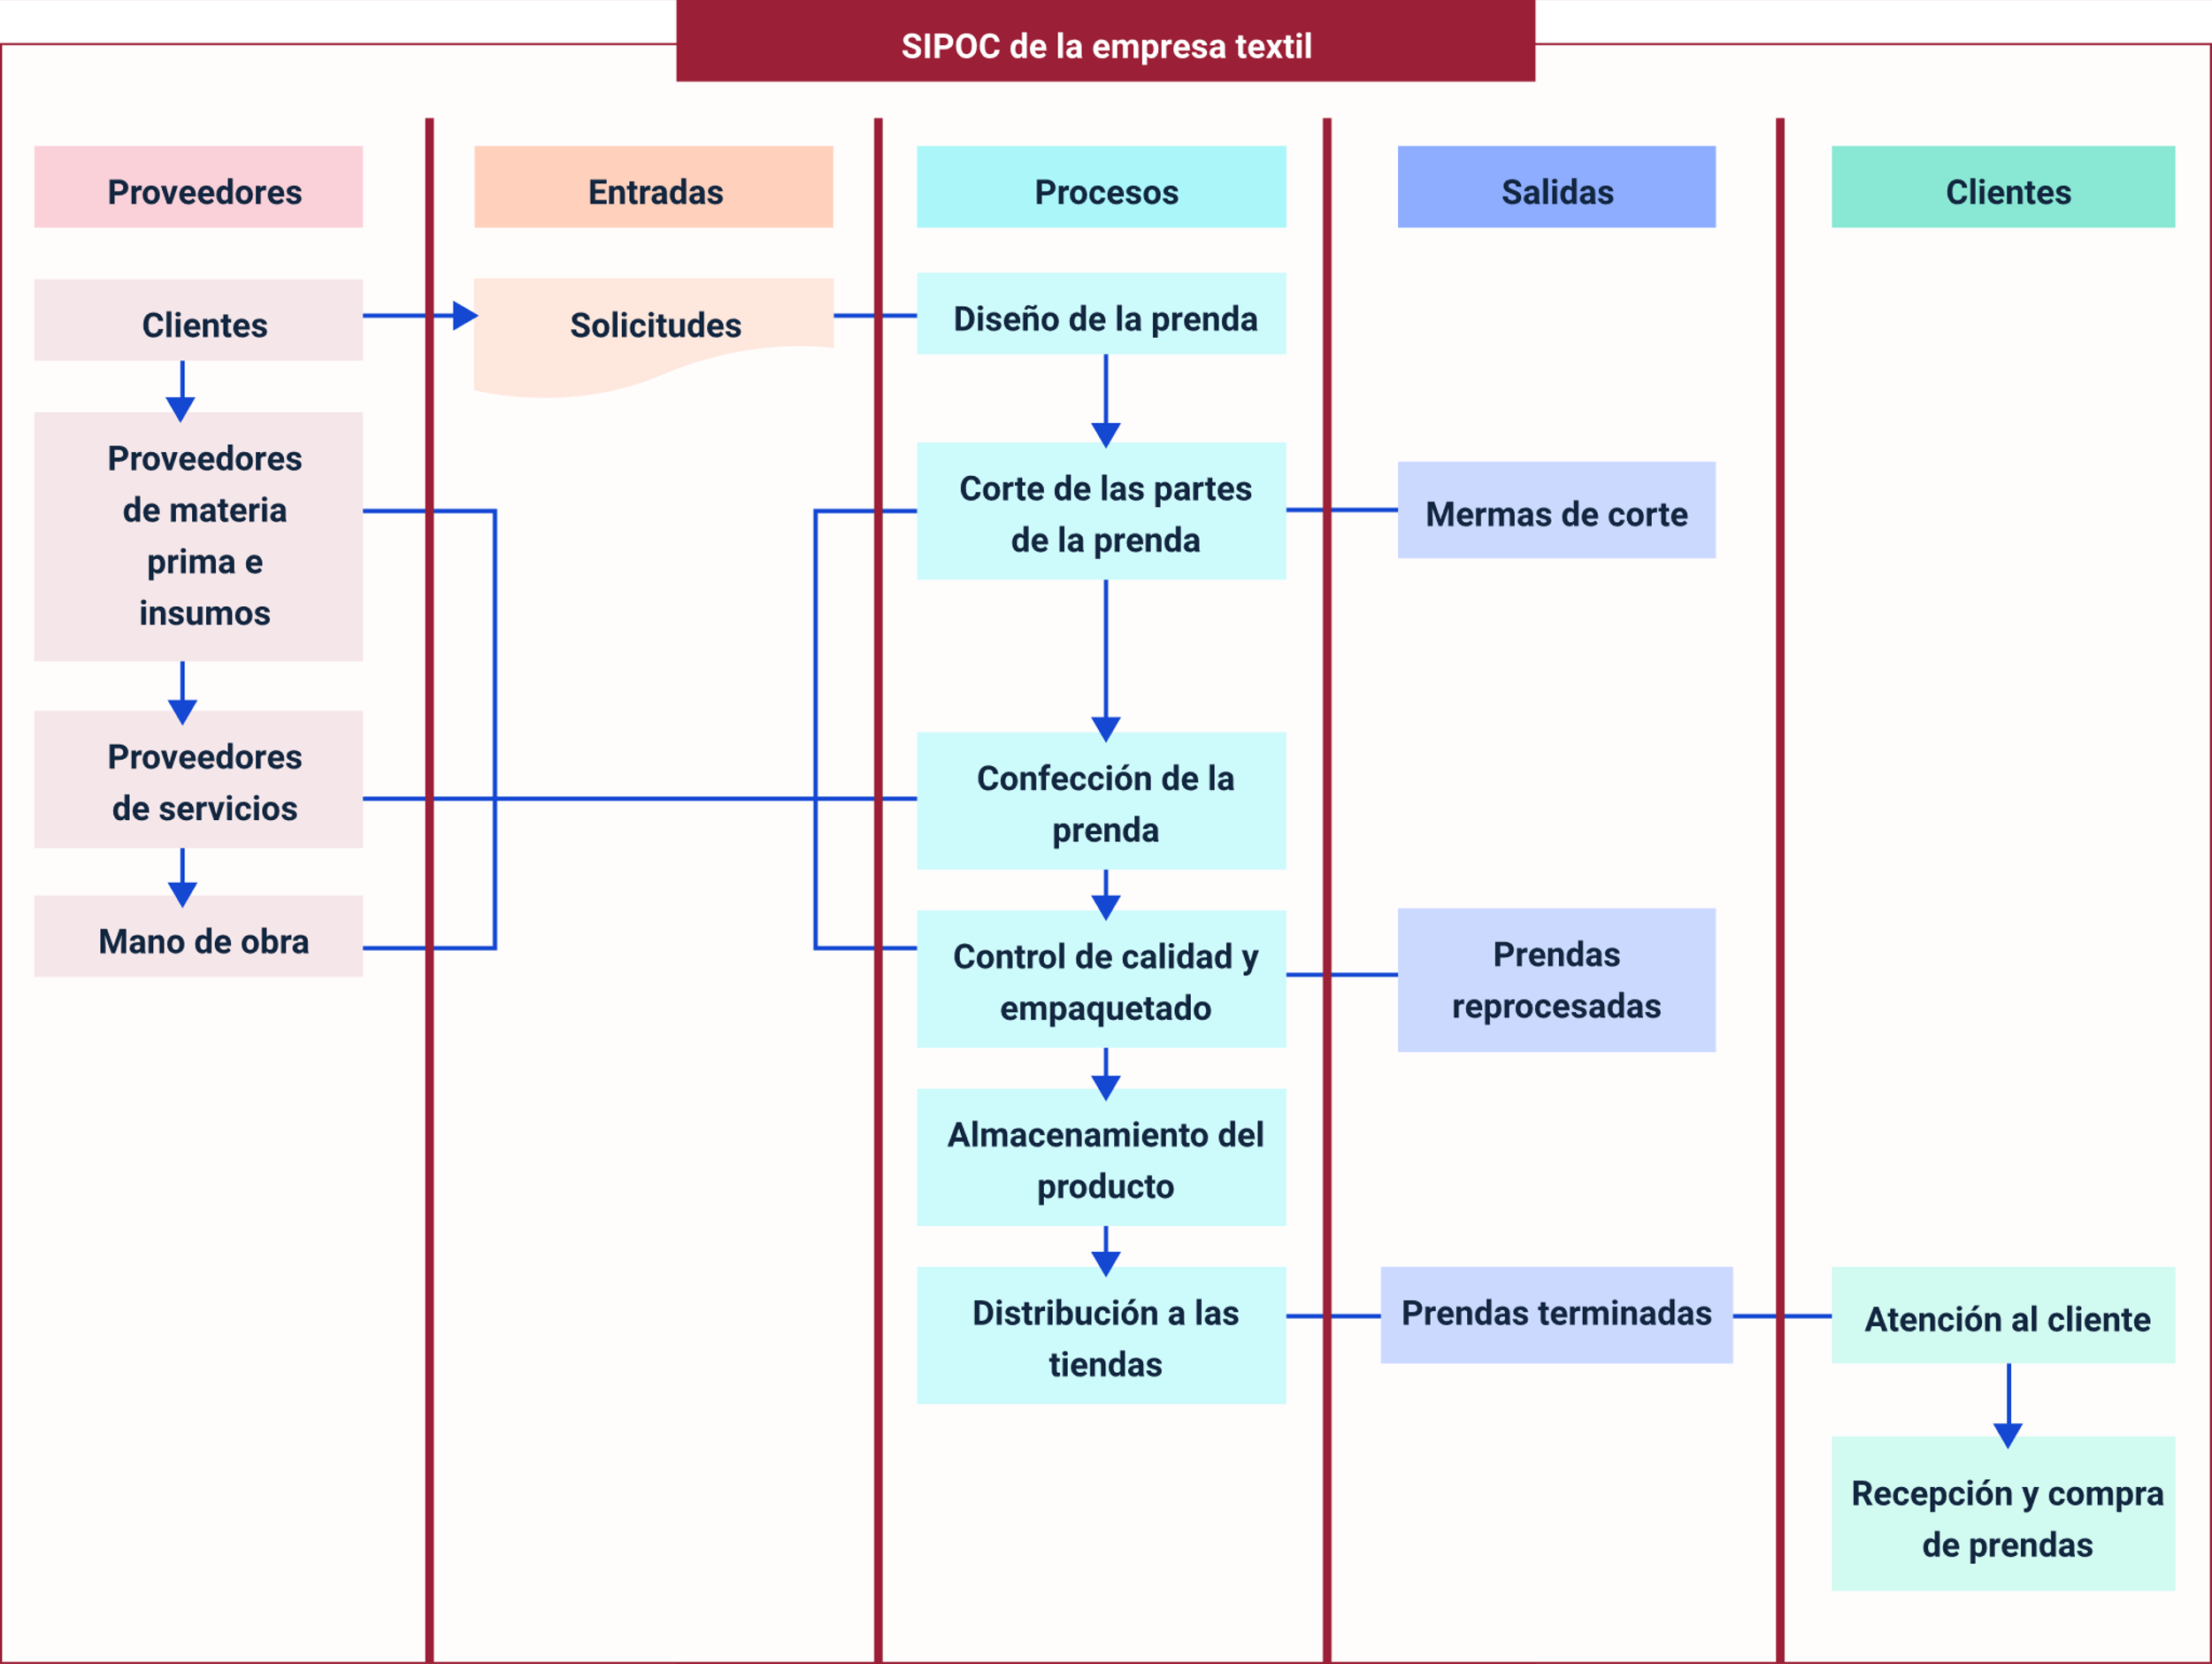 SIPOC de la empresa textil
Proveedores
Entradas
Procesos
Salidas
Clientes
Clientes
Solicitudes
Diseño de la prenda
Proveedores
de materia
prima e
insumos
Corte de las partes
de la prenda
Mermas de corte
Proveedores
de servicios
Confección de la
prenda
Mano de obra
Control de calidad y
empaquetado
Prendas
reprocesadas
Almacenamiento del
producto
Distribución a las
tiendas
Prendas terminadas
Atención al cliente
Recepción y compra
de prendas